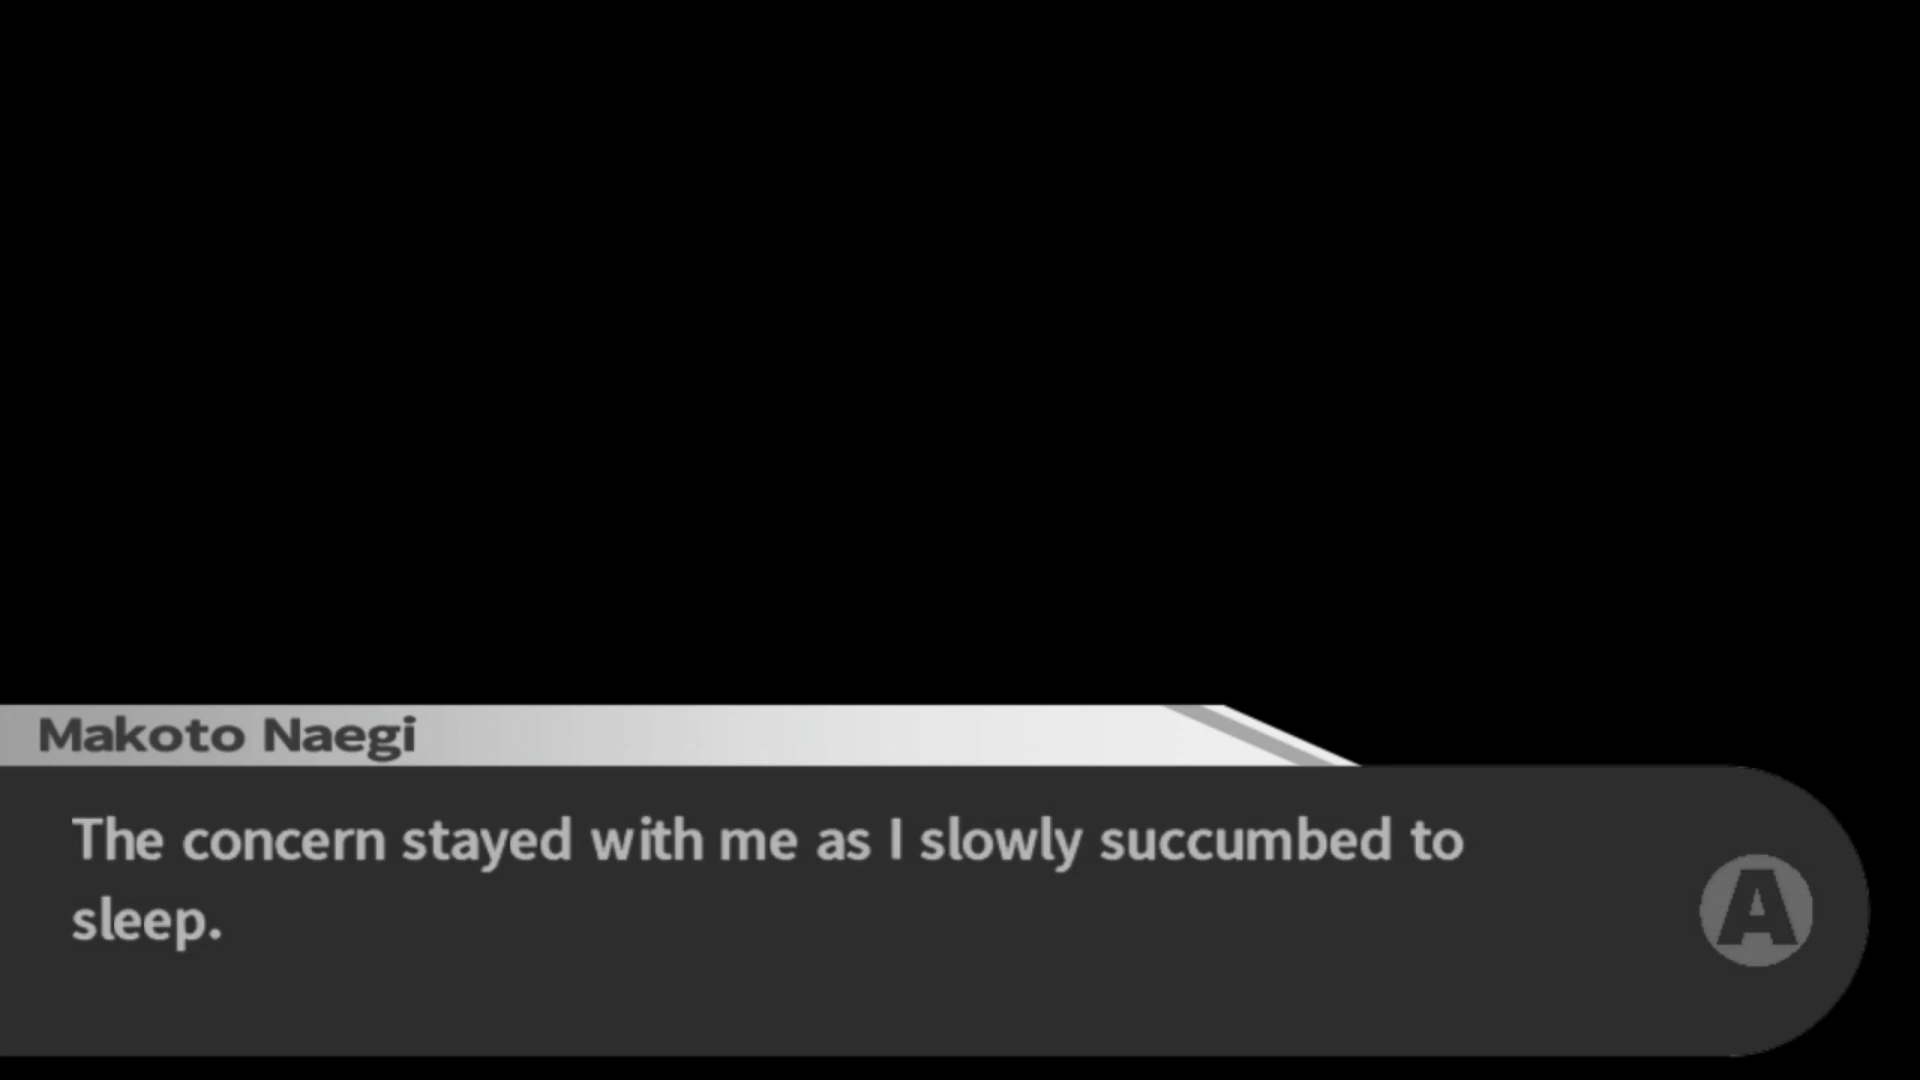 Makoto Naegi
The concern stayed with me as I slowly succumbed to
sleep.
A